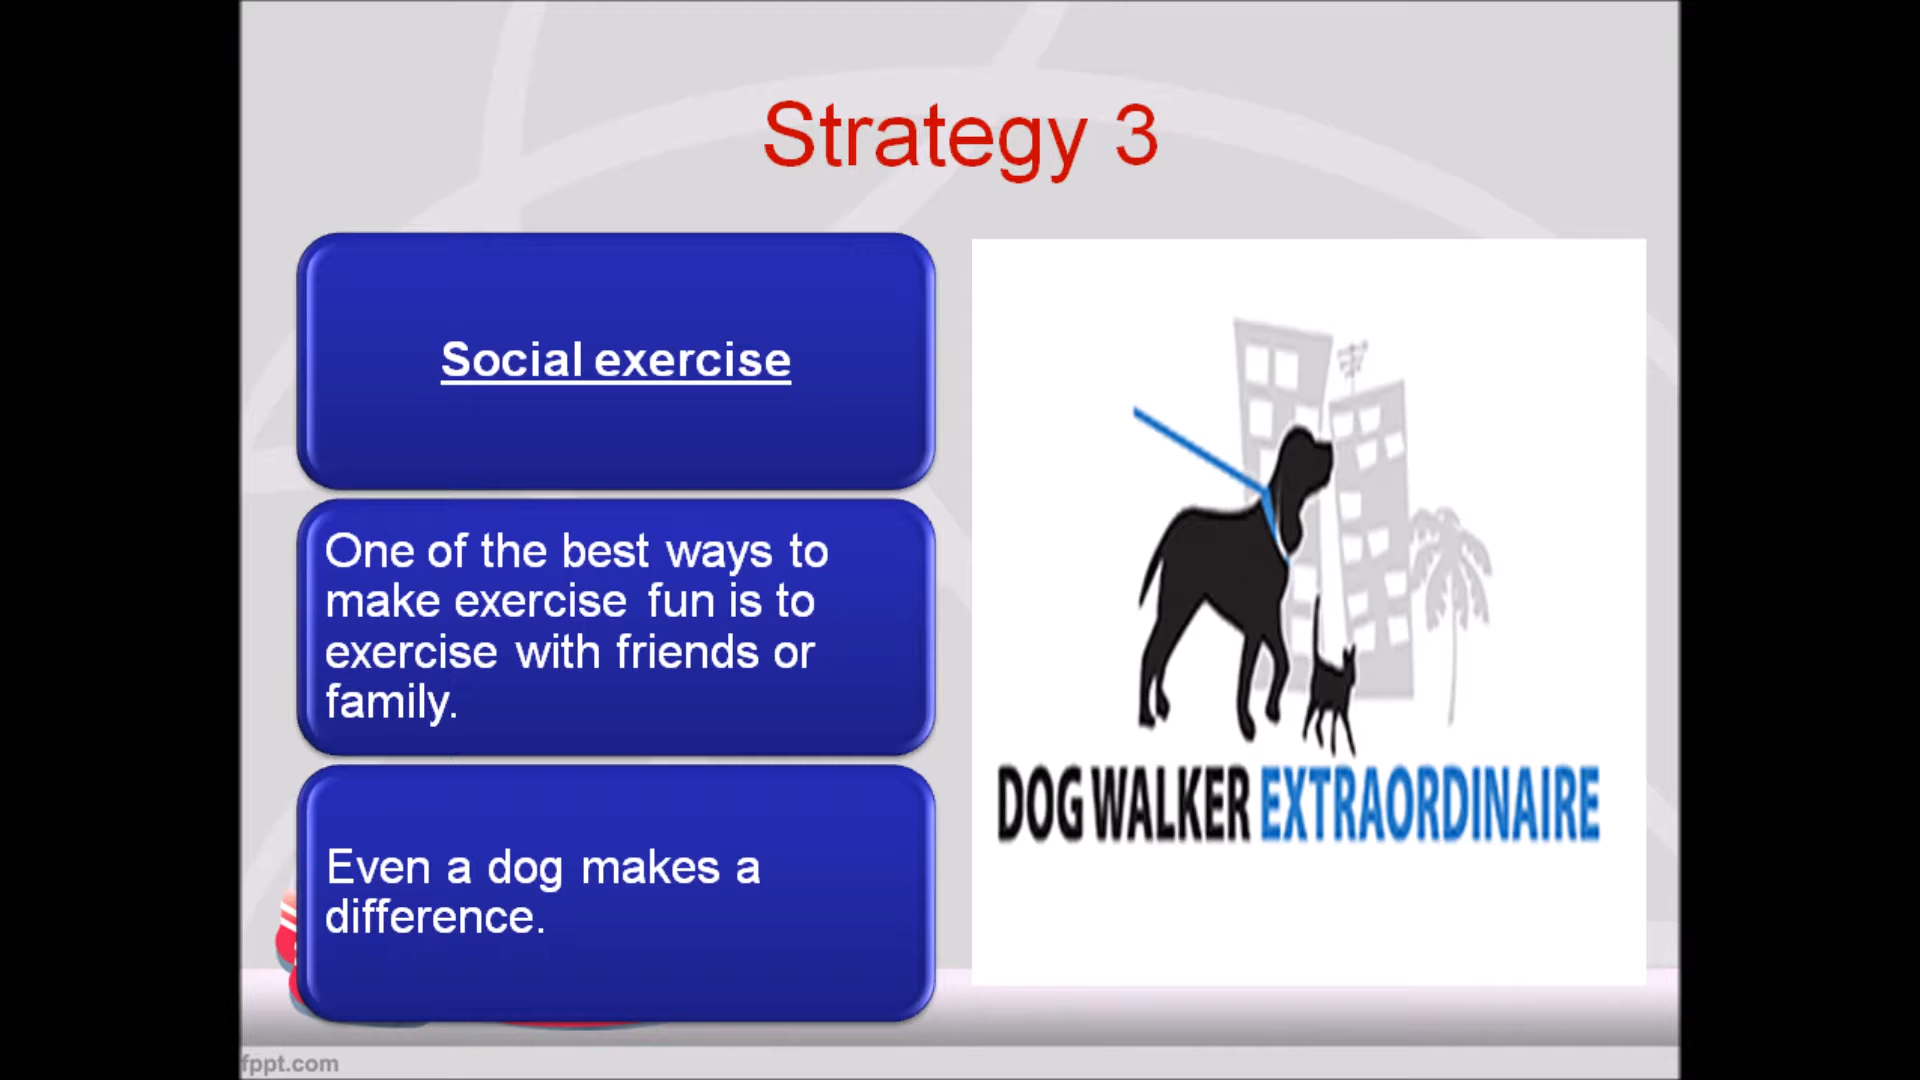 Strategy 3
Social exercise
One of the best ways to
make exercise fun is to
exercise with friends or
family.
Even a dog makes a
difference.
DOG WALKER EXTRAORDINAIRE
fppt.com